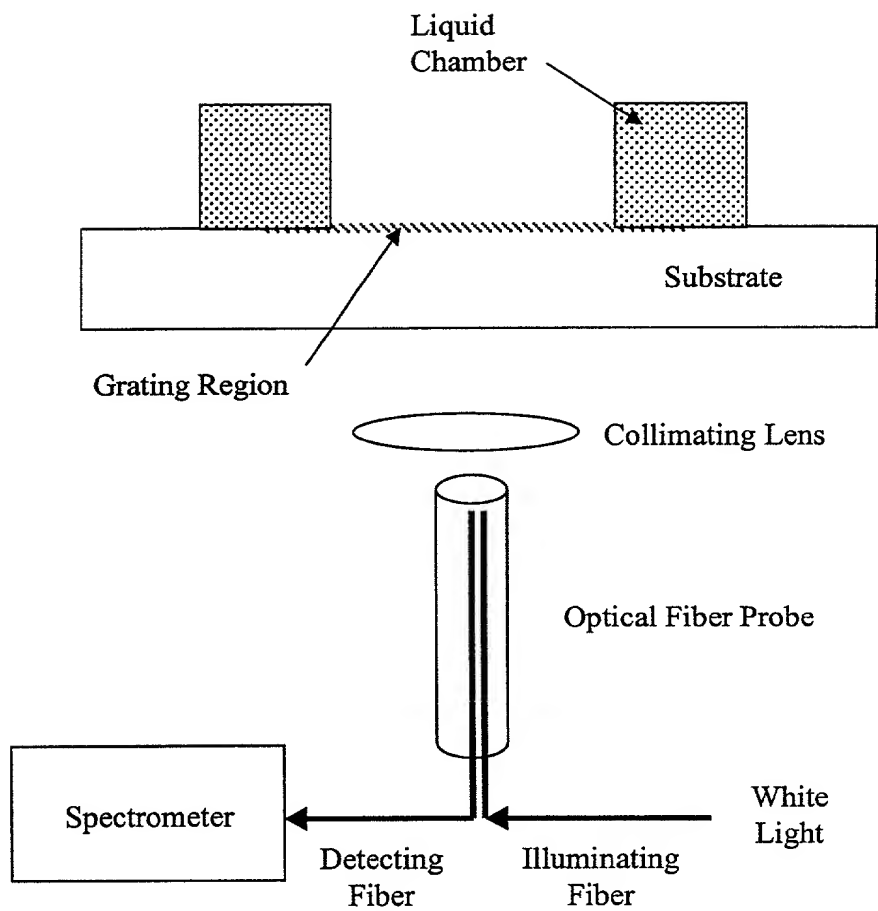 Liquid
Chamber
Substrate
Grating Region
Collimating Lens
Optical Fiber Probe
Spectrometer
White
Light
Detecting
Fiber
Illuminating
Fiber